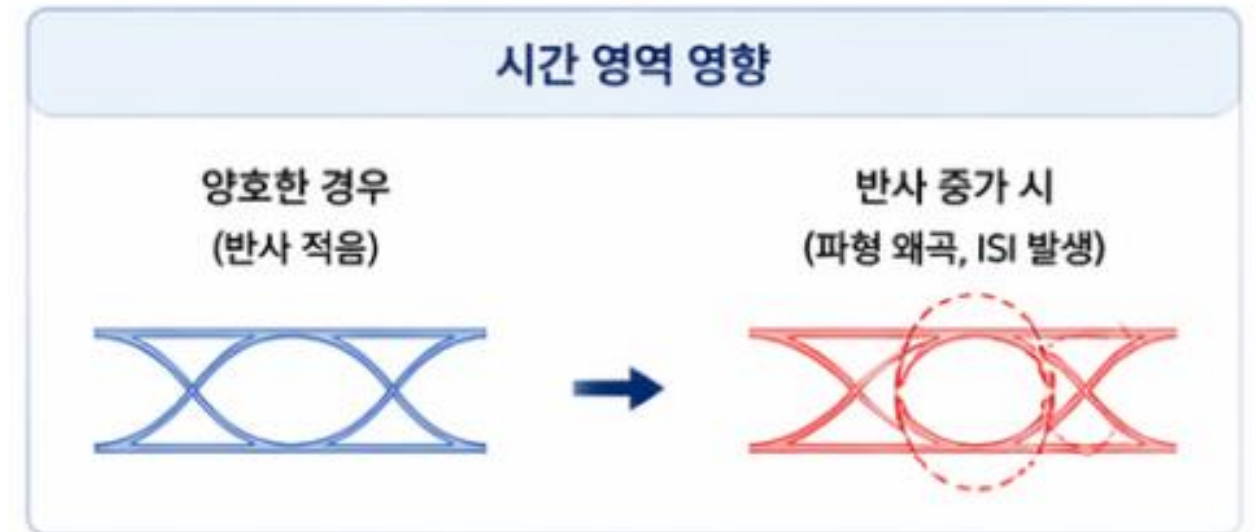 시간 영역 영향
양호한 경우
(반사 적음)
반사 중가 시
(파형 왜곡, ISI 발생)